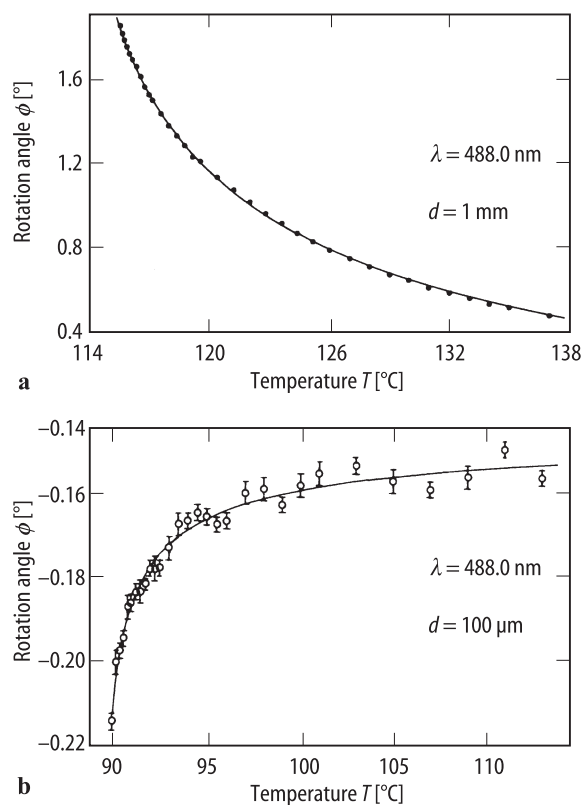 a
Rotation angle ϕ [°]
1.6
1.2
0.8
0.4
λ = 488.0 nm
d = 1 mm
114
120
126
132
138
Temperature T [°C]
b
Rotation angle ϕ [°]
−0.14
−0.16
−0.18
−0.20
−0.22
λ = 488.0 nm
d = 100 μm
90
95
100
105
110
Temperature T [°C]